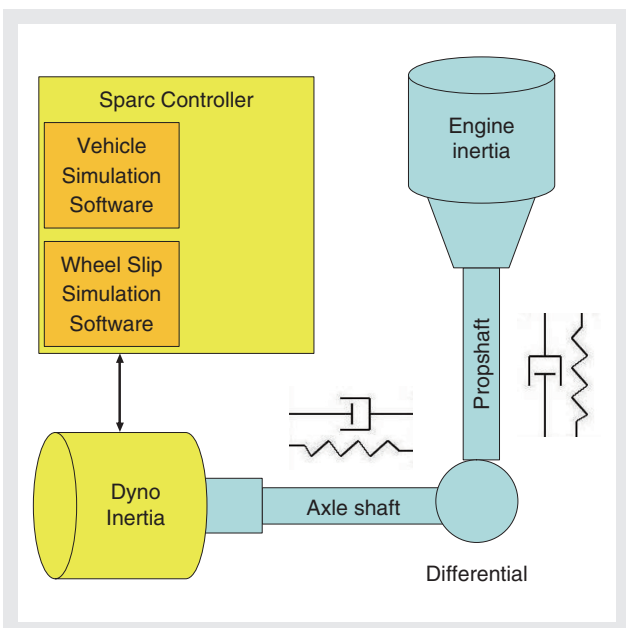 Sparc Controller
Vehicle
Simulation
Software
Wheel Slip
Simulation
Software
Engine
inertia
Propshaft
Dyno
Inertia
Axle shaft
Differential